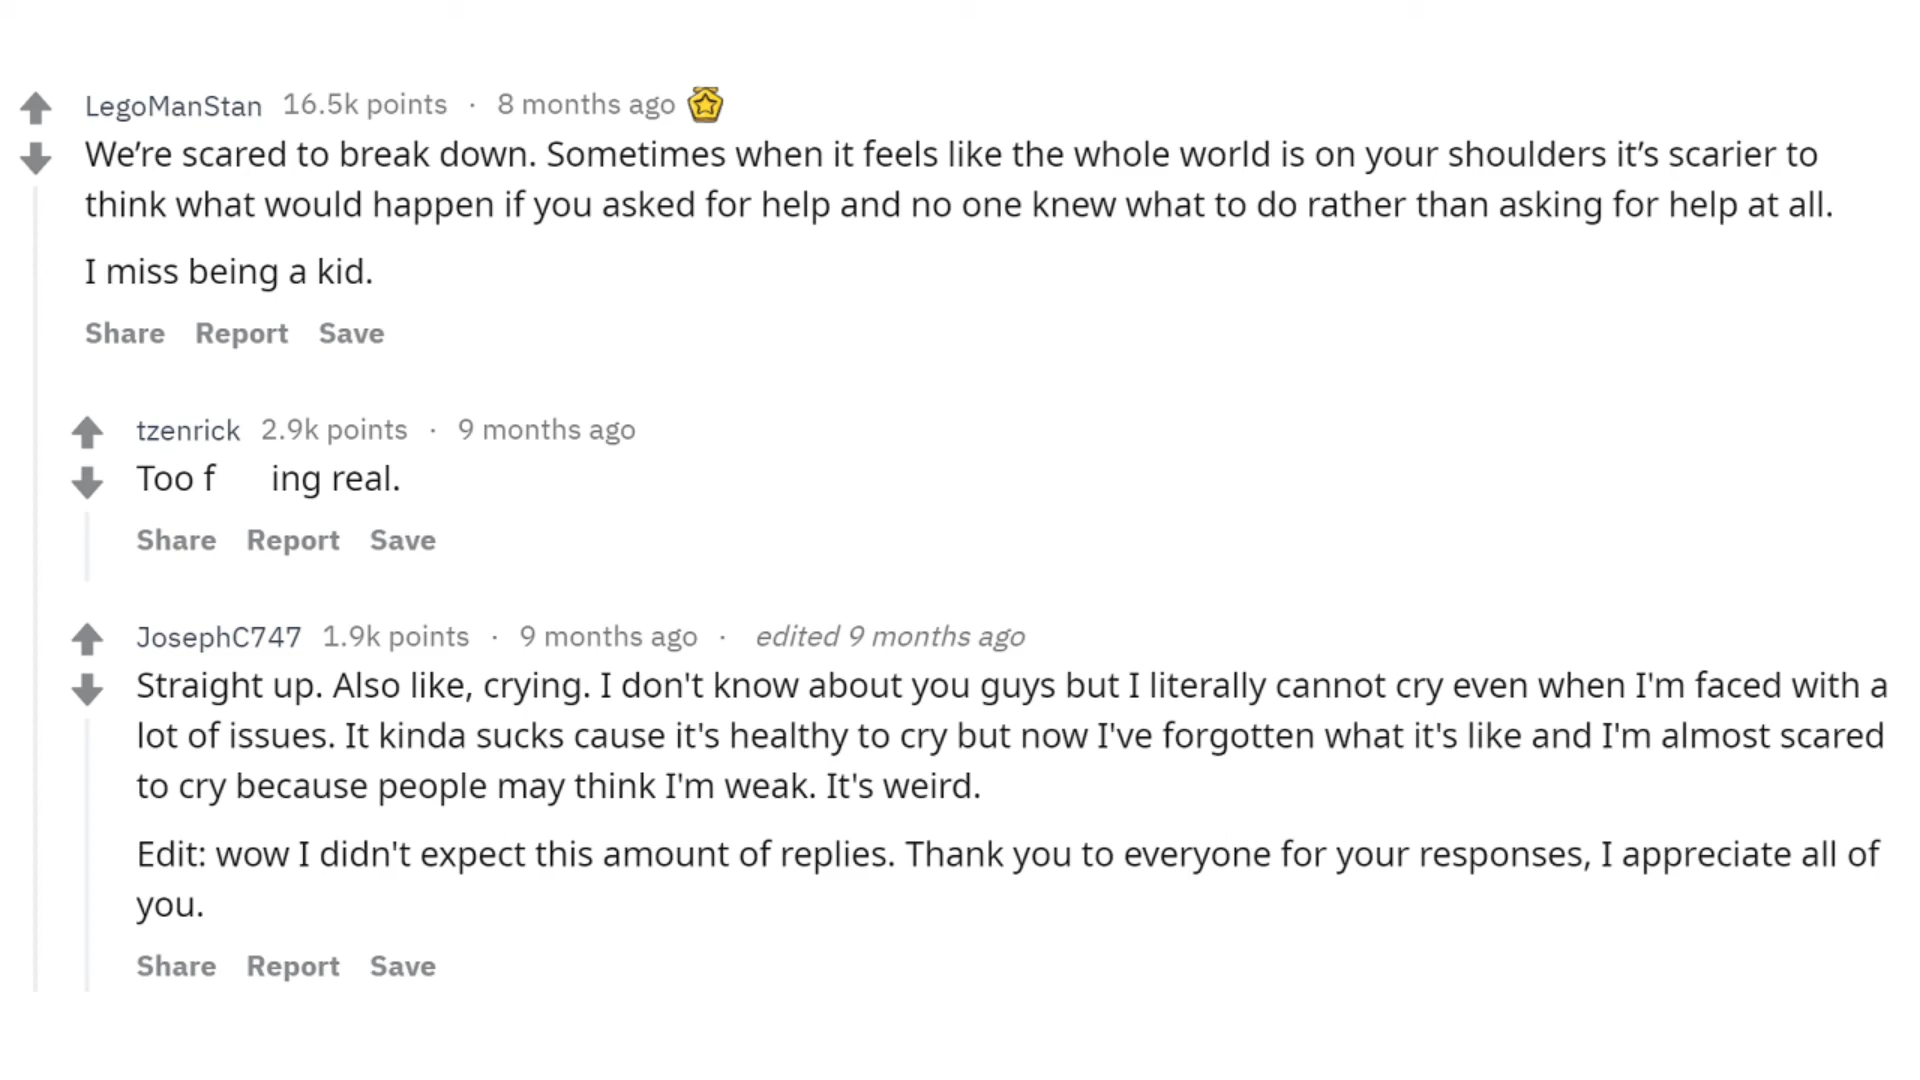 LegoManStan 16.5k points · 8 months ago
We’re scared to break down. Sometimes when it feels like the whole world is on your shoulders it’s scarier to
think what would happen if you asked for help and no one knew what to do rather than asking for help at all.
I miss being a kid.
Share Report Save
tzenrick 2.9k points · 9 months ago
Too f ing real.
Share Report Save
JosephC747 1.9k points · 9 months ago · edited 9 months ago
Straight up. Also like, crying. I don't know about you guys but I literally cannot cry even when I'm faced with a
lot of issues. It kinda sucks cause it's healthy to cry but now I've forgotten what it's like and I'm almost scared
to cry because people may think I'm weak. It's weird.
Edit: wow I didn't expect this amount of replies. Thank you to everyone for your responses, I appreciate all of
you.
Share Report Save